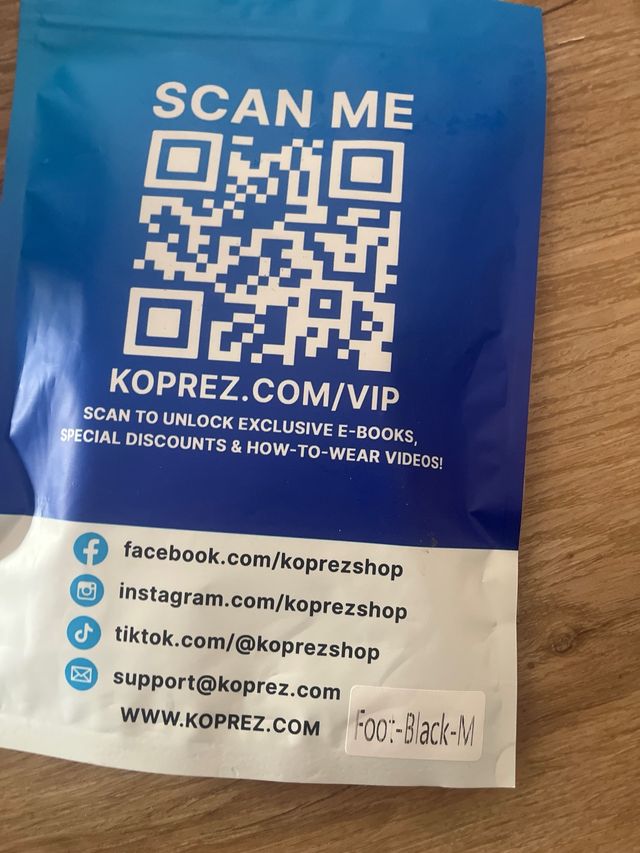 SCAN ME
KOPREZ.COM/VIP
SCAN TO UNLOCK EXCLUSIVE E-BOOKS,
SPECIAL DISCOUNTS & HOW-TO-WEAR VIDEOS!
facebook.com/koprezshop
instagram.com/koprezshop
tiktok.com/@koprezshop
support@koprez.com
WWW.KOPREZ.COM
Foot-Black-M